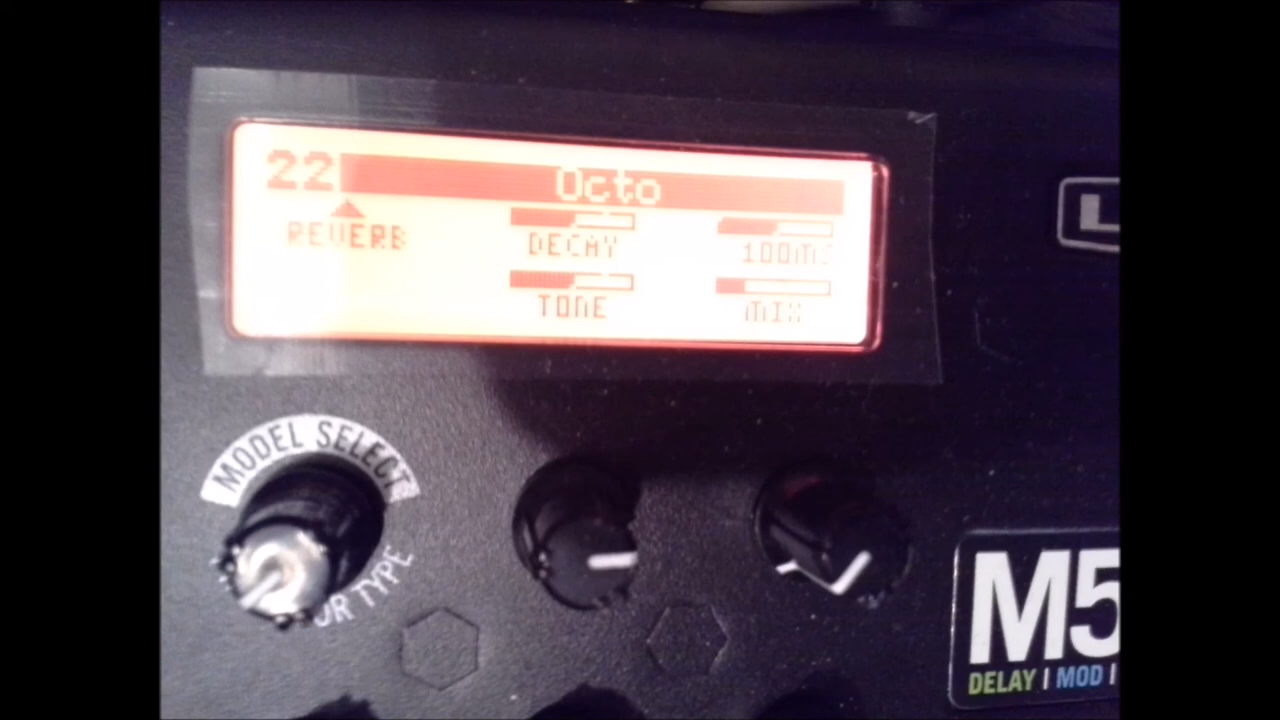 22 Octo
REVERB DECAY 100ms
TONE MIX
MODEL SELECT
OR TYPE
M5
DELAY | MOD |